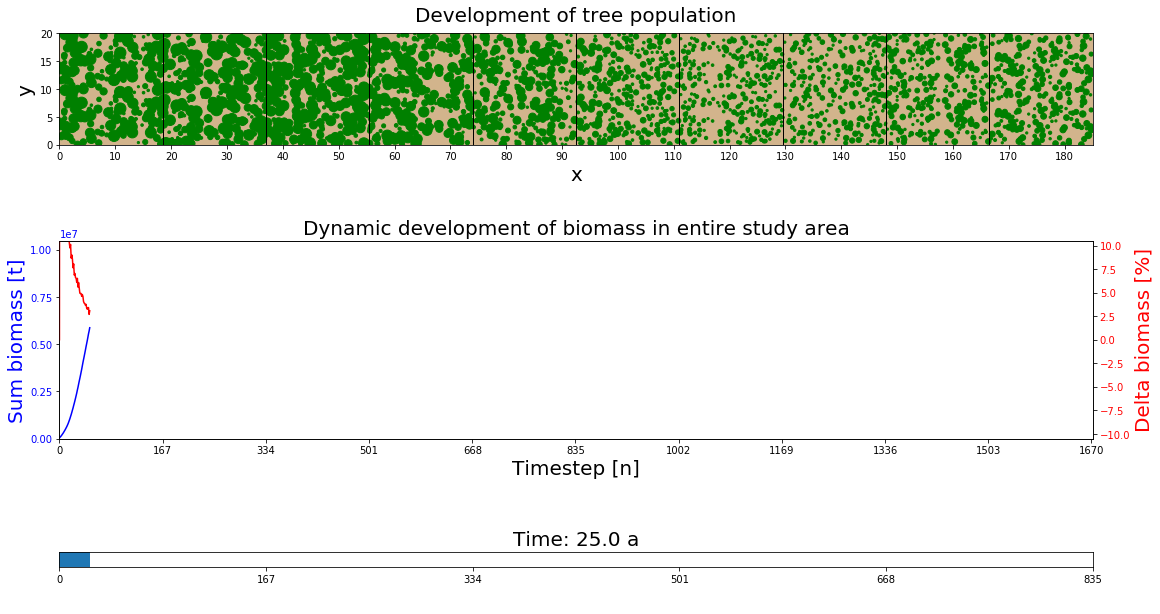 Development of tree population
20
15
10
5
0
y
0 10 20 30 40 50 60 70 80 90 100 110 120 130 140 150 160 170 180
x
Dynamic development of biomass in entire study area
1e7
1.00
0.75
0.50
0.25
0.00
Sum biomass [t]
10.0
7.5
5.0
2.5
0.0
−2.5
−5.0
−7.5
−10.0
Delta biomass [%]
0 167 334 501 668 835 1002 1169 1336 1503 1670
Timestep [n]
Time: 25.0 a
0 167 334 501 668 835